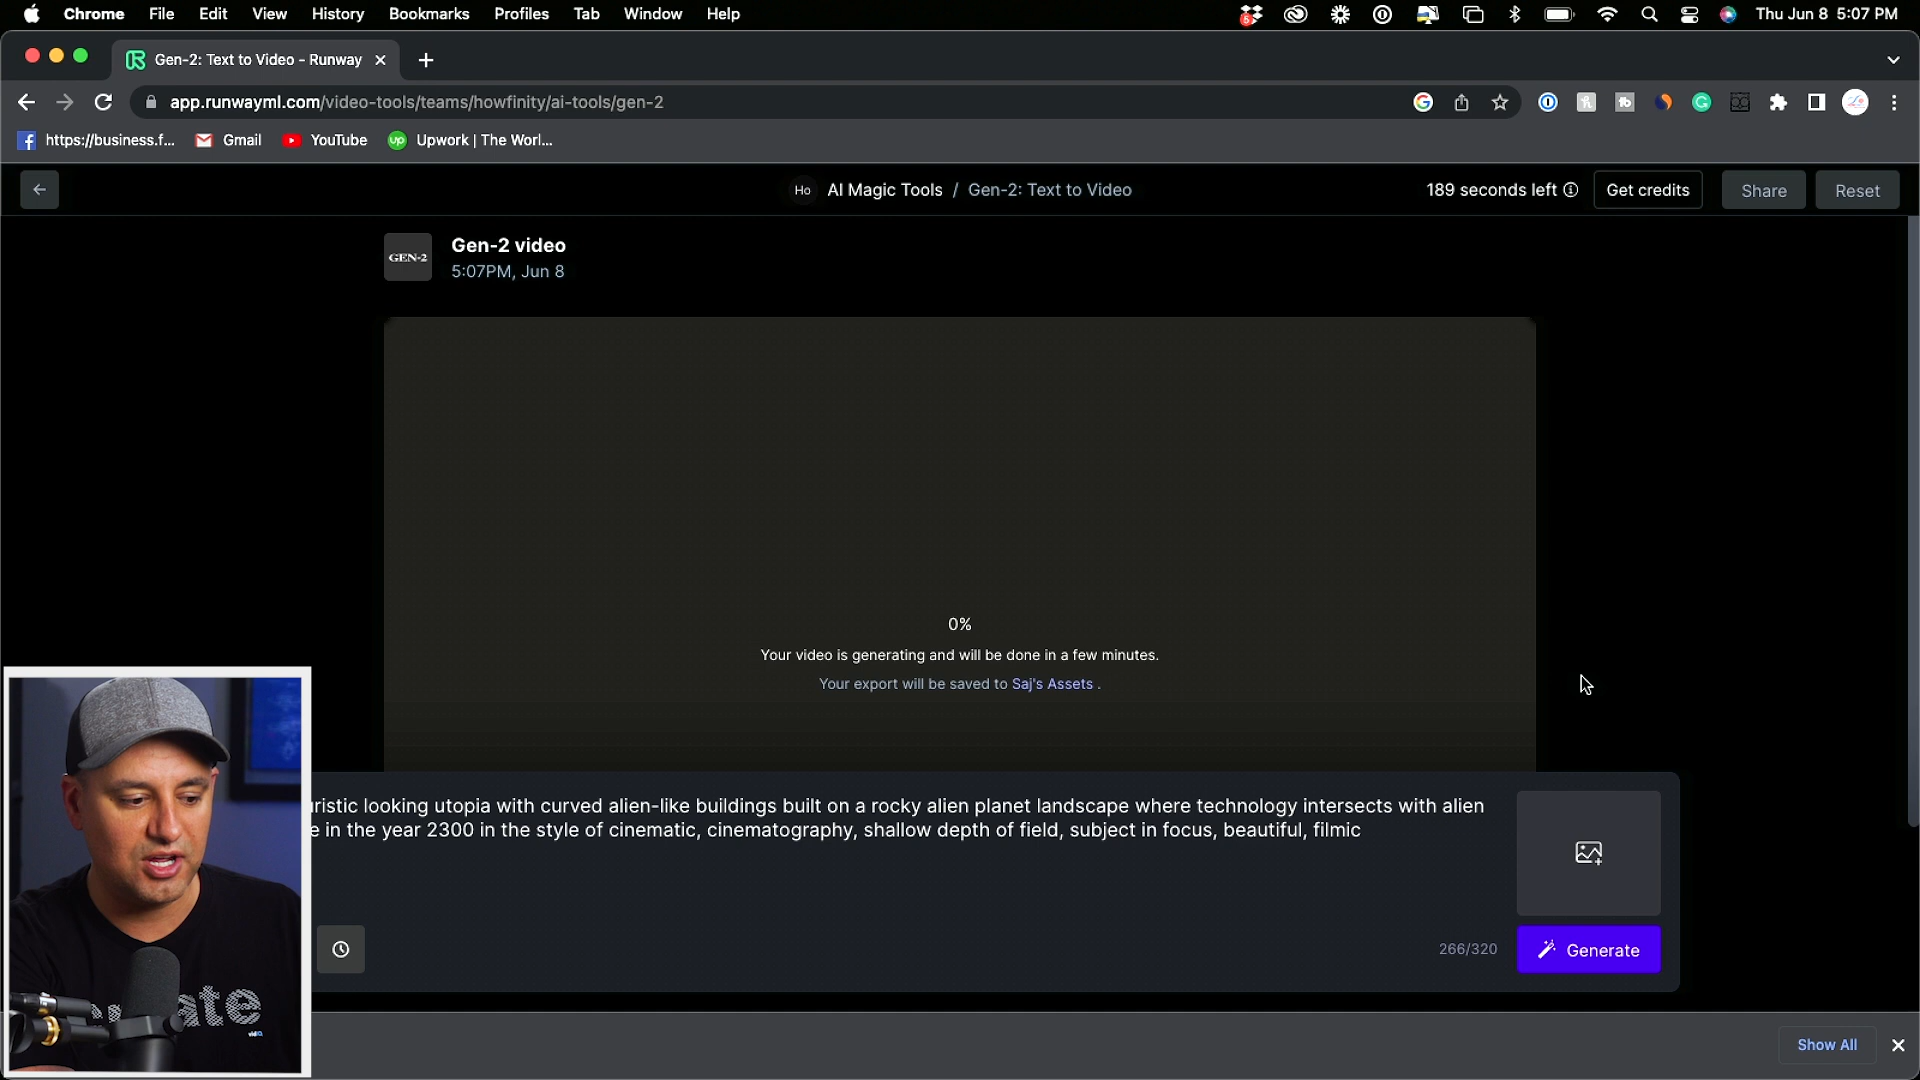 Chrome File Edit View History Bookmarks Profiles Tab Window Help
5
Thu Jun 8 5:07 PM
Gen-2: Text to Video - Runway
app.runwayml.com/video-tools/teams/howfinity/ai-tools/gen-2
https://business.f... Gmail YouTube Upwork | The Worl...
Ho AI Magic Tools / Gen-2: Text to Video
189 seconds left Get credits Share Reset
GEN-2
Gen-2 video
5:07PM, Jun 8
0%
Your video is generating and will be done in a few minutes.
Your export will be saved to Saj's Assets .
ristic looking utopia with curved alien-like buildings built on a rocky alien planet landscape where technology intersects with alien
e in the year 2300 in the style of cinematic, cinematography, shallow depth of field, subject in focus, beautiful, filmic
266/320 Generate
Show All